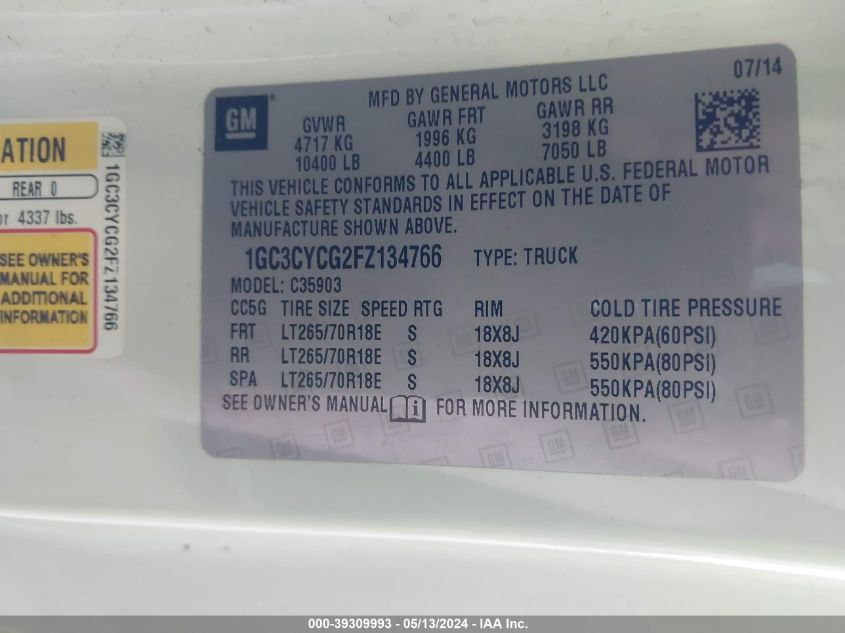 07/14
GM
®
MFD BY GENERAL MOTORS LLC
GVWR GAWR FRT GAWR RR
4717 KG 1996 KG 3198 KG
10400 LB 4400 LB 7050 LB
THIS VEHICLE CONFORMS TO ALL APPLICABLE U.S. FEDERAL MOTOR
VEHICLE SAFETY STANDARDS IN EFFECT ON THE DATE OF
MANUFACTURE SHOWN ABOVE.
1GC3CYCG2FZ134766 TYPE: TRUCK
MODEL: C35903
CC5G TIRE SIZE SPEED RTG RIM COLD TIRE PRESSURE
FRT LT265/70R18E S 18X8J 420KPA(60PSI)
RR LT265/70R18E S 18X8J 550KPA(80PSI)
SPA LT265/70R18E S 18X8J 550KPA(80PSI)
SEE OWNER'S MANUAL FOR MORE INFORMATION.
ATION
REAR 0
or 4337 lbs.
SEE OWNER'S
MANUAL FOR
ADDITIONAL
INFORMATION
1GC3CYCG2FZ134766
000-39309993 - 05/13/2024 - IAA Inc.